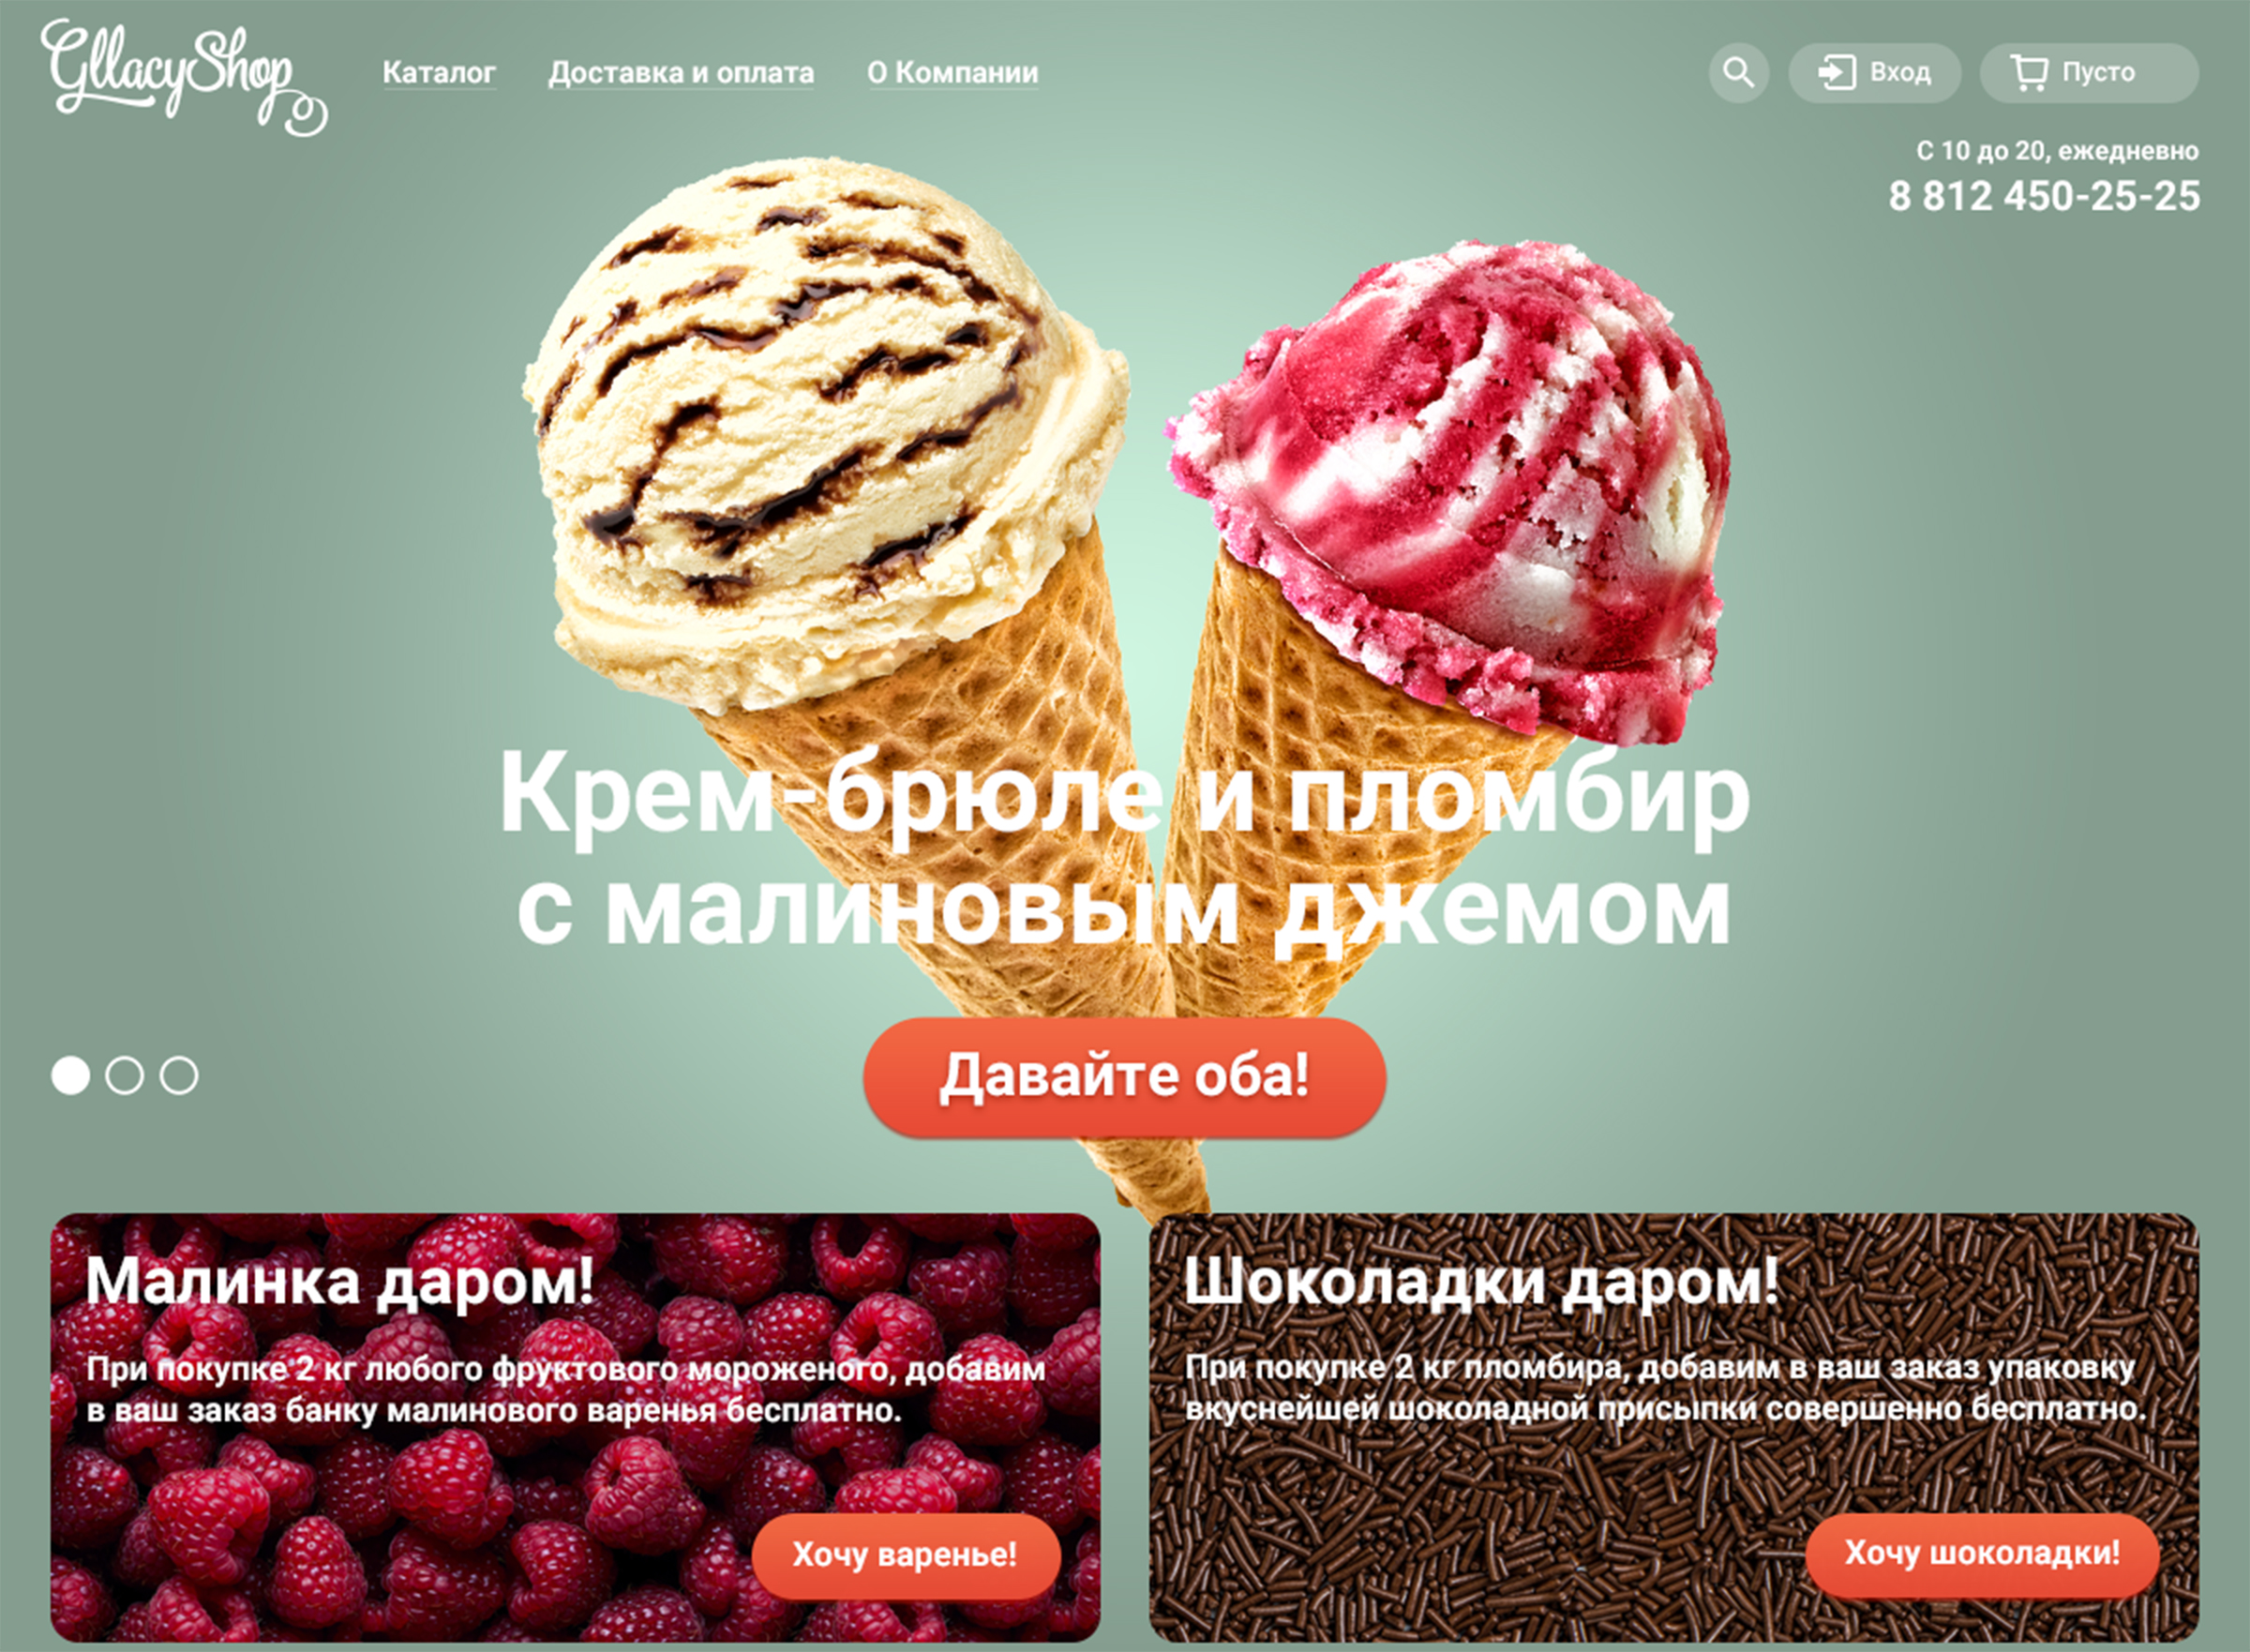 Gllacy Shop
Каталог
Доставка и оплата
О Компании
Вход
Пусто
С 10 до 20, ежедневно
8 812 450-25-25
Крем-брюле и пломбир
с малиновым джемом
Давайте оба!
Малинка даром!
При покупке 2 кг любого фруктового мороженого, добавим
в ваш заказ банку малинового варенья бесплатно.
Хочу варенье!
Шоколадки даром!
При покупке 2 кг пломбира, добавим в ваш заказ упаковку
вкуснейшей шоколадной присыпки совершенно бесплатно.
Хочу шоколадки!